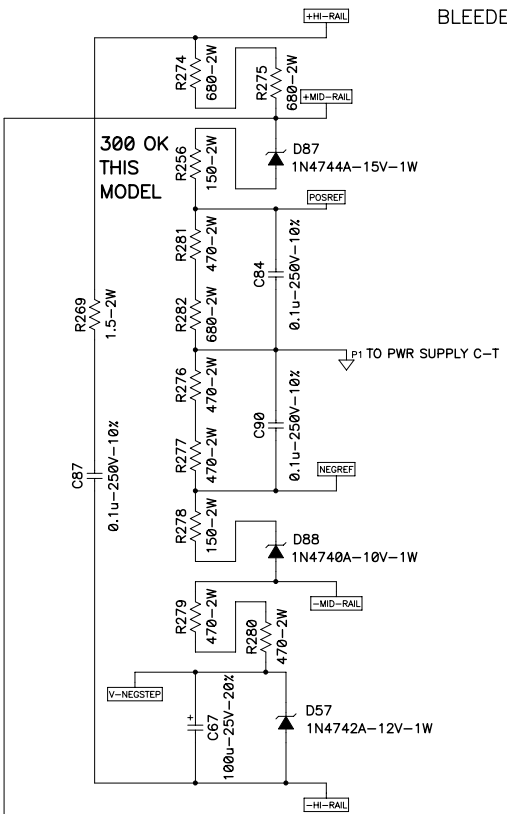 BLEEDE
+HI-RAIL
R274
680-2W
R275
680-2W
+MID-RAIL
300 OK
THIS
MODEL
R256
150-2W
D87
1N4744A-15V-1W
POSREF
R281
470-2W
C84
0.1u-250V-10%
R269
1.5-2W
R282
680-2W
P1 TO PWR SUPPLY C-T
R276
470-2W
C90
0.1u-250V-10%
C87
0.1u-250V-10%
R277
470-2W
NEGREF
R278
150-2W
D88
1N4740A-10V-1W
R279
470-2W
-MID-RAIL
R280
470-2W
V-NEGSTEP
+
C67
100u-25V-20%
D57
1N4742A-12V-1W
-HI-RAIL